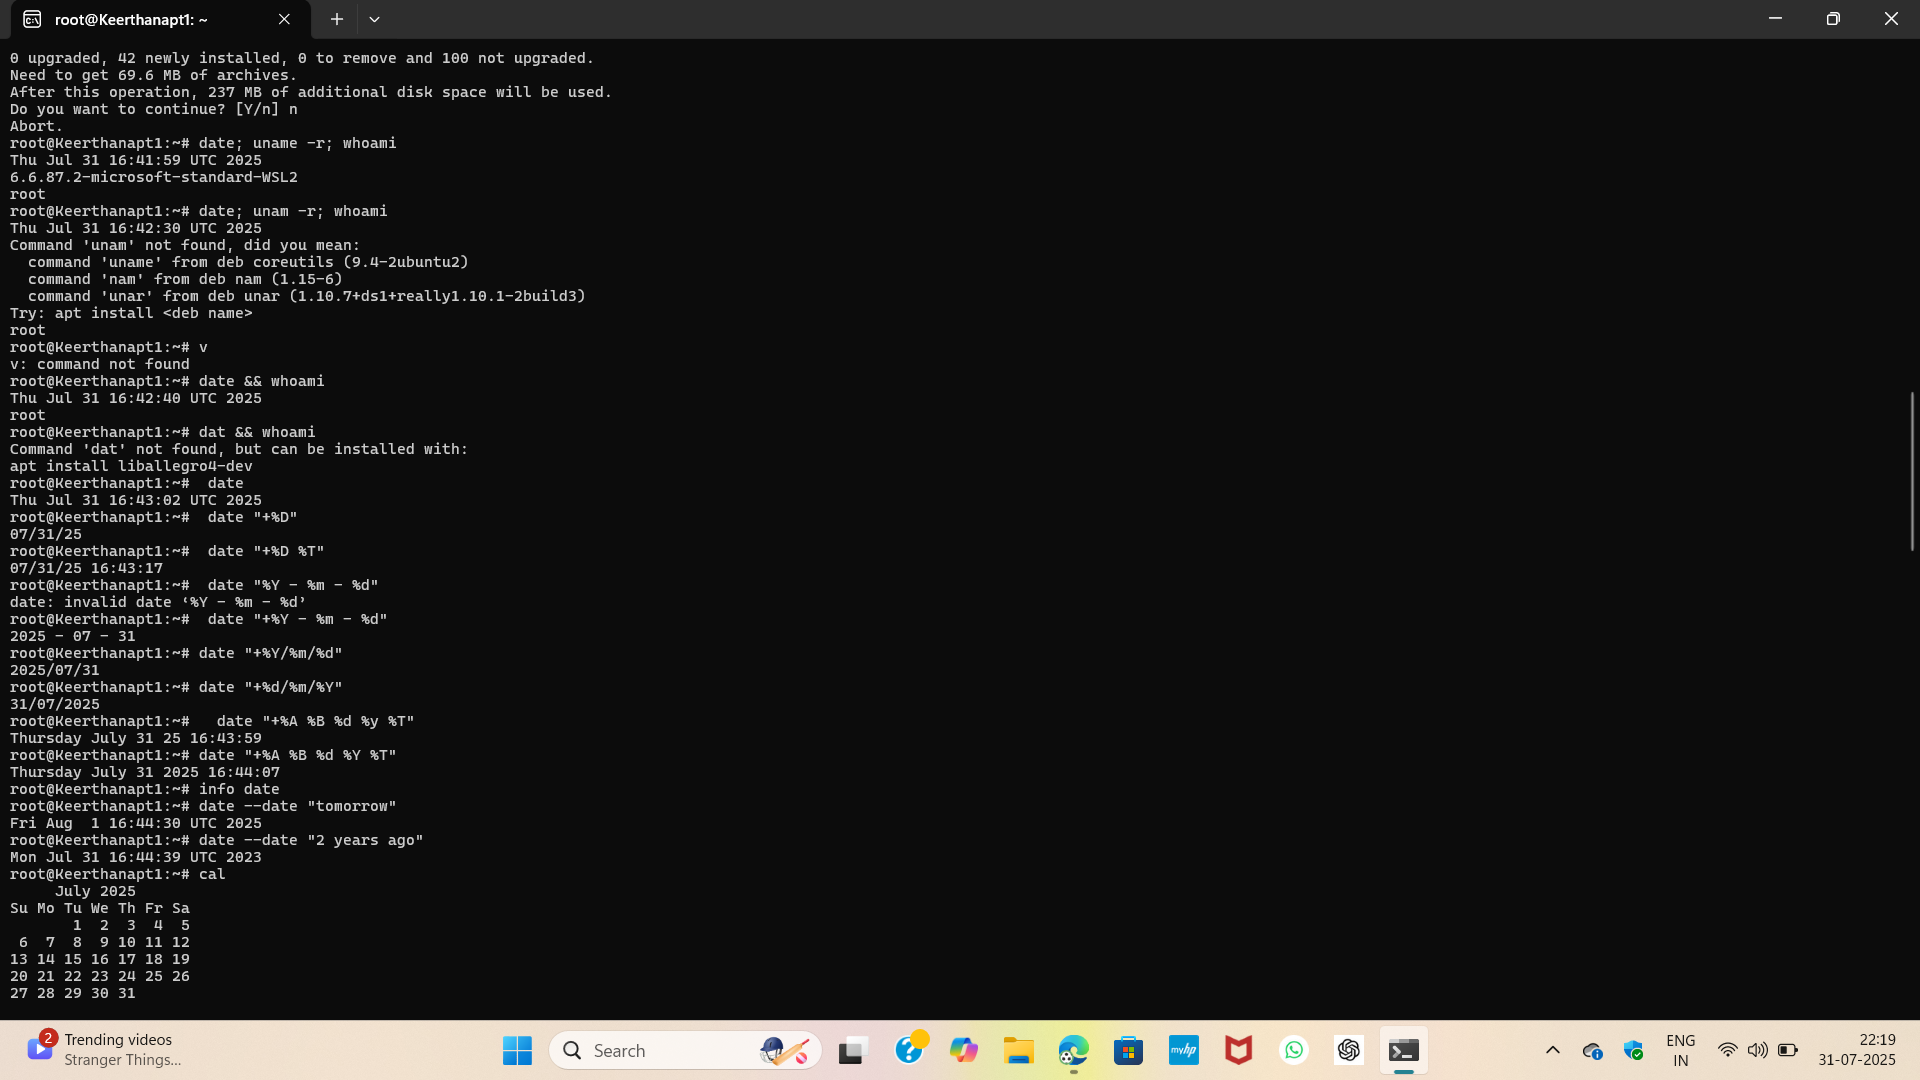 root@Keerthanapt1: ~
0 upgraded, 42 newly installed, 0 to remove and 100 not upgraded.
Need to get 69.6 MB of archives.
After this operation, 237 MB of additional disk space will be used.
Do you want to continue? [Y/n] n
Abort.
root@Keerthanapt1:~# date; uname -r; whoami
Thu Jul 31 16:41:59 UTC 2025
6.6.87.2-microsoft-standard-WSL2
root
root@Keerthanapt1:~# date; unam -r; whoami
Thu Jul 31 16:42:30 UTC 2025
Command 'unam' not found, did you mean:
  command 'uname' from deb coreutils (9.4-2ubuntu2)
  command 'nam' from deb nam (1.15-6)
  command 'unar' from deb unar (1.10.7+ds1+really1.10.1-2build3)
Try: apt install <deb name>
root
root@Keerthanapt1:~# v
v: command not found
root@Keerthanapt1:~# date && whoami
Thu Jul 31 16:42:40 UTC 2025
root
root@Keerthanapt1:~# dat && whoami
Command 'dat' not found, but can be installed with:
apt install liballegro4-dev
root@Keerthanapt1:~#  date
Thu Jul 31 16:43:02 UTC 2025
root@Keerthanapt1:~#  date "+%D"
07/31/25
root@Keerthanapt1:~#  date "+%D %T"
07/31/25 16:43:17
root@Keerthanapt1:~#  date "%Y - %m - %d"
date: invalid date ‘%Y - %m - %d’
root@Keerthanapt1:~#  date "+%Y - %m - %d"
2025 - 07 - 31
root@Keerthanapt1:~# date "+%Y/%m/%d"
2025/07/31
root@Keerthanapt1:~# date "+%d/%m/%Y"
31/07/2025
root@Keerthanapt1:~#   date "+%A %B %d %y %T"
Thursday July 31 25 16:43:59
root@Keerthanapt1:~# date "+%A %B %d %Y %T"
Thursday July 31 2025 16:44:07
root@Keerthanapt1:~# info date
root@Keerthanapt1:~# date --date "tomorrow"
Fri Aug  1 16:44:30 UTC 2025
root@Keerthanapt1:~# date --date "2 years ago"
Mon Jul 31 16:44:39 UTC 2023
root@Keerthanapt1:~# cal
     July 2025
Su Mo Tu We Th Fr Sa
       1  2  3  4  5
 6  7  8  9 10 11 12
13 14 15 16 17 18 19
20 21 22 23 24 25 26
27 28 29 30 31
2
Trending videos
Stranger Things...
Search
myhp
ENG
IN
22:19
31-07-2025